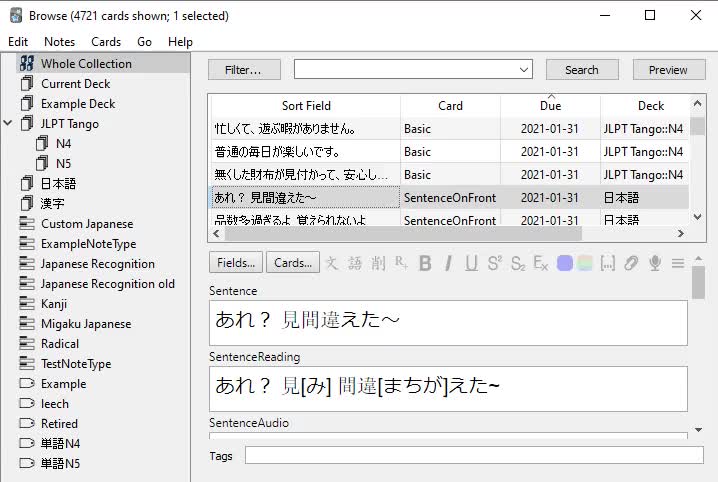 Browse (4721 cards shown; 1 selected)
Edit Notes Cards Go Help
Whole Collection
Current Deck
Example Deck
JLPT Tango
N4
N5
日本語
漢字
Custom Japanese
ExampleNoteType
Japanese Recognition
Japanese Recognition old
Kanji
Migaku Japanese
Radical
TestNoteType
Example
leech
Retired
単語N4
単語N5
Filter... Search Preview
Sort Field Card Due Deck
忙しくて、遊ぶ暇がありません。 Basic 2021-01-31 JLPT Tango::N4
普通の毎日が楽しいです。 Basic 2021-01-31 JLPT Tango::N4
無くした財布が見付かって、安心し... Basic 2021-01-31 JLPT Tango::N4
あれ？ 見間違えた～ SentenceOnFront 2021-01-31 日本語
品数多過ぎるよ 覚えられないよ SentenceOnFront 2021-01-31 日本語
Fields... Cards... 文 語 削 R+ B I U S² S₂ Ex [...]
Sentence
あれ？ 見間違えた～
SentenceReading
あれ？ 見[み] 間違[まちが]えた~
SentenceAudio
Tags